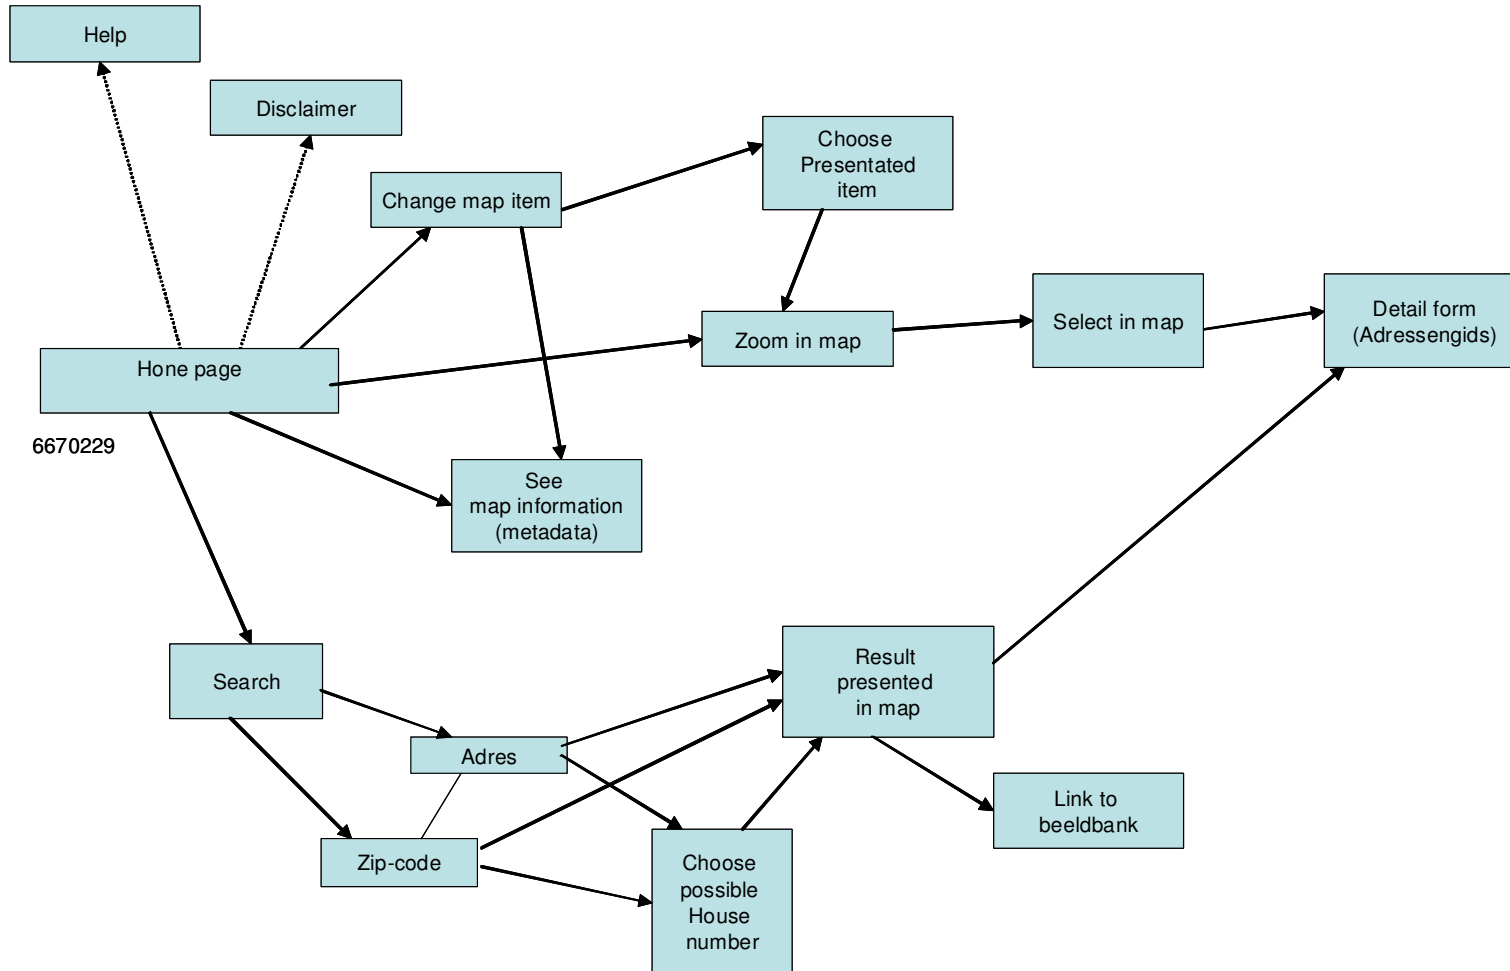 Help
Disclaimer
Choose
Presentated
item
Change map item
Zoom in map
Select in map
Detail form
(Adressengids)
Hone page
6670229
See
map information
(metadata)
Search
Result
presented
in map
Adres
Link to
beeldbank
Zip-code
Choose
possible
House
number